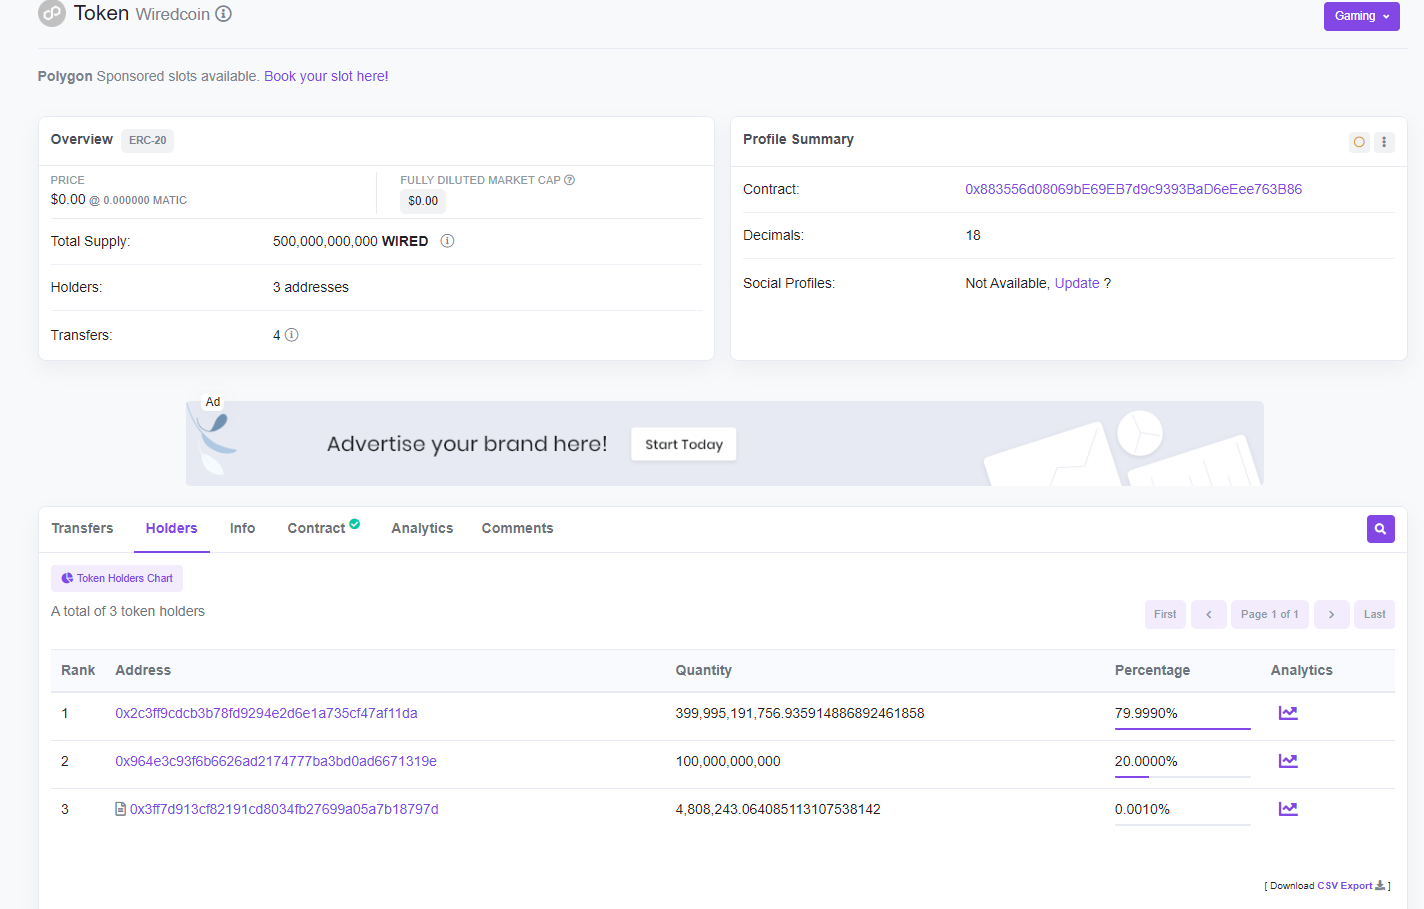 Token Wiredcoin
Gaming
Polygon Sponsored slots available. Book your slot here!
Overview ERC-20
PRICE
$0.00 @ 0.000000 MATIC
FULLY DILUTED MARKET CAP
$0.00
Total Supply: 500,000,000,000 WIRED
Holders: 3 addresses
Transfers: 4
Profile Summary
Contract: 0x883556d08069bE69EB7d9c9393BaD6eEee763B86
Decimals: 18
Social Profiles: Not Available, Update ?
Ad
Advertise your brand here! Start Today
Transfers Holders Info Contract Analytics Comments
Token Holders Chart
A total of 3 token holders
First < Page 1 of 1 > Last
Rank Address Quantity Percentage Analytics
1 0x2c3ff9cdcb3b78fd9294e2d6e1a735cf47af11da 399,995,191,756.935914886892461858 79.9990%
2 0x964e3c93f6b6626ad2174777ba3bd0ad6671319e 100,000,000,000 20.0000%
3 0x3ff7d913cf82191cd8034fb27699a05a7b18797d 4,808,243.064085113107538142 0.0010%
[ Download CSV Export ]